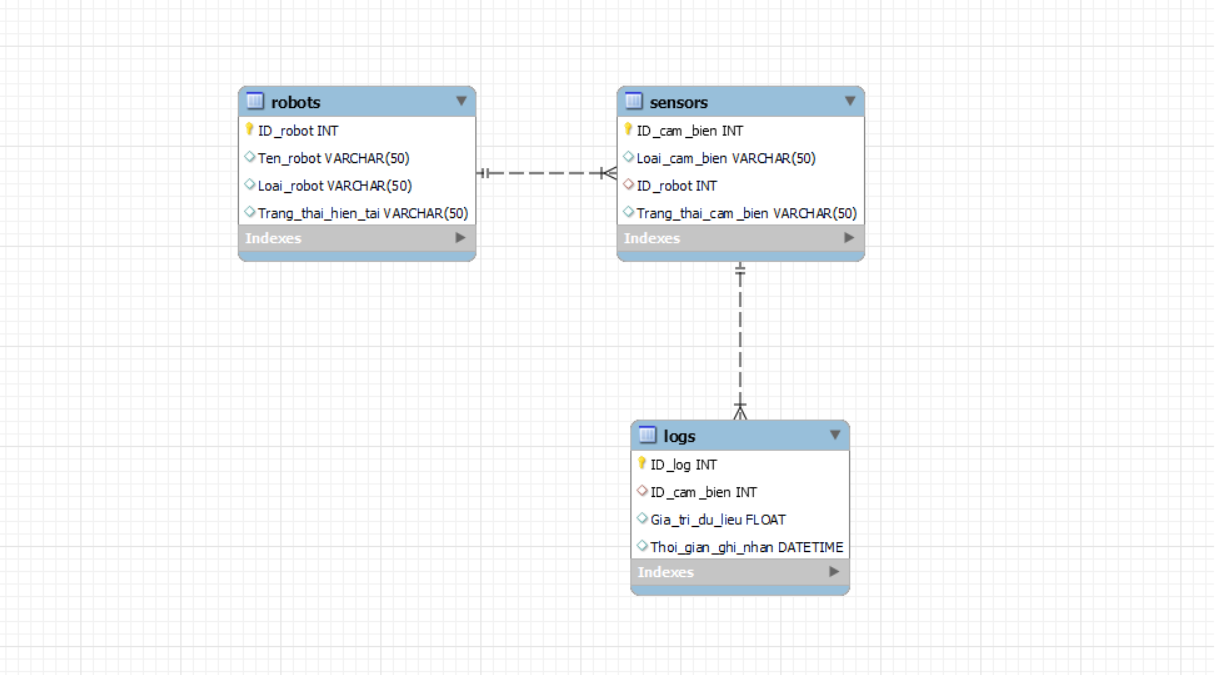 robots
ID_robot INT
Ten_robot VARCHAR(50)
Loai_robot VARCHAR(50)
Trang_thai_hien_tai VARCHAR(50)
Indexes
sensors
ID_cam_bien INT
Loai_cam_bien VARCHAR(50)
ID_robot INT
Trang_thai_cam_bien VARCHAR(50)
Indexes
logs
ID_log INT
ID_cam_bien INT
Gia_tri_du_lieu FLOAT
Thoi_gian_ghi_nhan DATETIME
Indexes